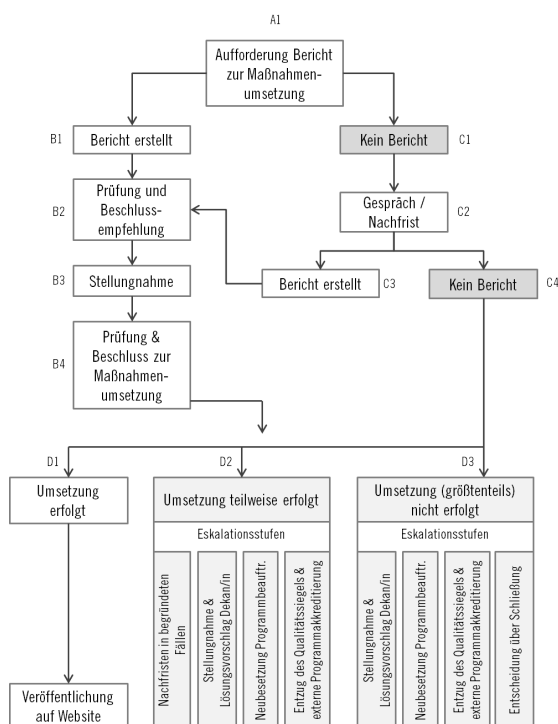 A1
Aufforderung Bericht
zur Maßnahmen-
umsetzung
B1
Bericht erstellt
Kein Bericht
C1
B2
Prüfung und
Beschluss-
empfehlung
Gespräch /
Nachfrist
C2
B3
Stellungnahme
Bericht erstellt
C3
Kein Bericht
C4
B4
Prüfung &
Beschluss zur
Maßnahmen-
umsetzung
D1
Umsetzung
erfolgt
D2
Umsetzung teilweise erfolgt
Eskalationsstufen
Nachfristen in begründeten
Fällen
Stellungnahme &
Lösungsvorschlag Dekan/in
Neubesetzung Programmbeauftr.
Entzug des Qualitätssiegels &
externe Programmakkreditierung
D3
Umsetzung (größtenteils)
nicht erfolgt
Eskalationsstufen
Stellungnahme &
Lösungsvorschlag Dekan/in
Neubesetzung Programmbeauftr.
Entzug des Qualitätssiegels &
externe Programmakkreditierung
Entscheidung über Schließung
Veröffentlichung
auf Website